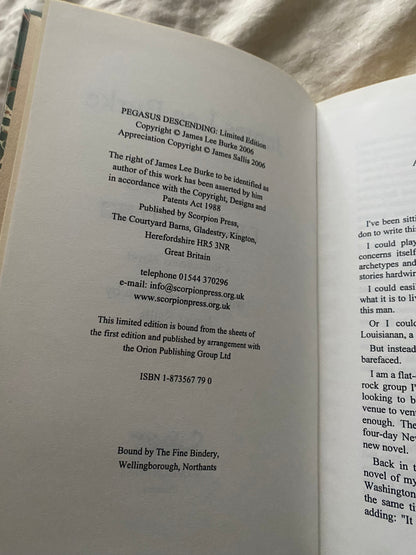 PEGASUS DESCENDING: Limited Edition
Copyright © James Lee Burke 2006
Appreciation Copyright © James Sallis 2006
The right of James Lee Burke to be identified as
author of this work has been asserted by him
in accordance with the Copyright, Designs and
Patents Act 1988
Published by Scorpion Press,
The Courtyard Barns, Gladestry, Kington,
Herefordshire HR5 3NR
Great Britain
telephone 01544 370296
e-mail: info@scorpionpress.org.uk
www.scorpionpress.org.uk
This limited edition is bound from the sheets of
the first edition and published by arrangement with
the Orion Publishing Group Ltd
ISBN 1-873567 79 0
Bound by The Fine Bindery,
Wellingborough, Northants
A
I've been sitti
don to write this
I could play
concerns itself
archetypes and
stories hardwir
I could easil
what it is to liv
this man.
Or I could
Louisianan, a
But instead
barefaced.
I am a flat-
rock group I'
looking to b
venue to ven
enough. The
four-day Nev
new novel.
Back in t
novel of my
Washington
the same ti
adding: "It